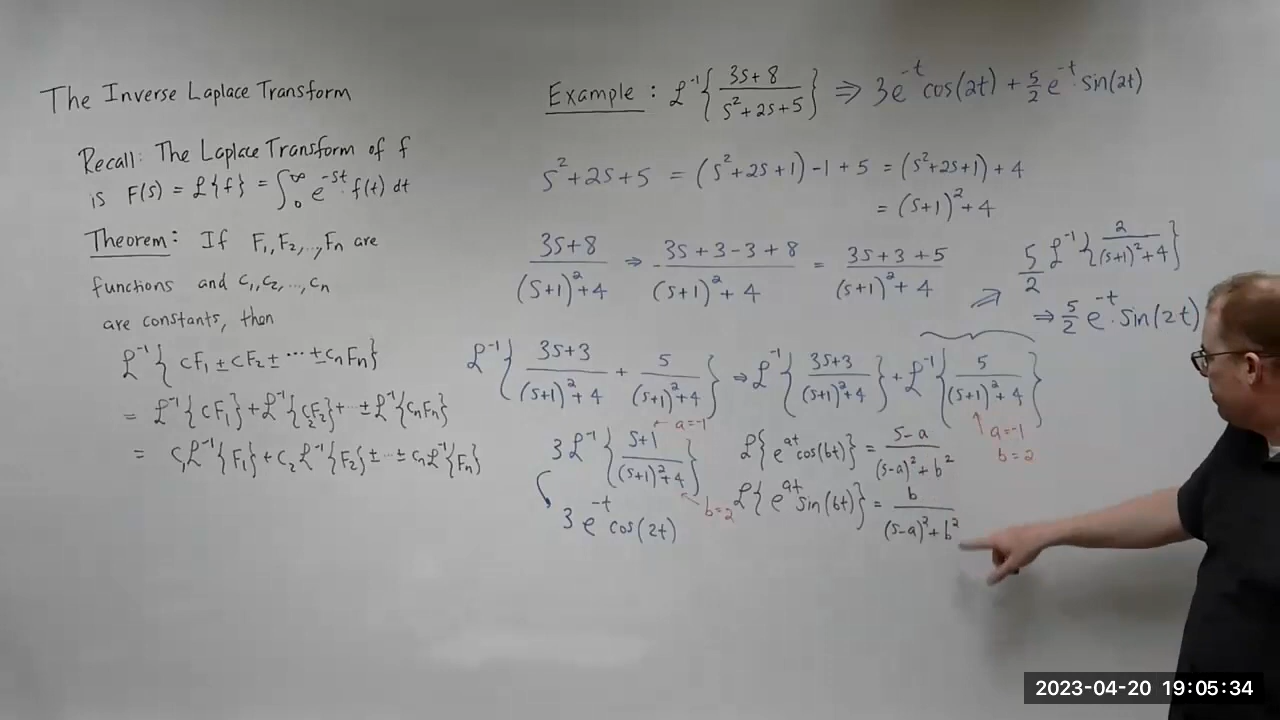 The Inverse Laplace Transform
Recall: The Laplace Transform of f
is F(s) = ℒ{f} = ∫₀^∞ e^{-st} · f(t) dt
Theorem: If F₁, F₂, ..., Fn are
functions and c₁, c₂, ..., cn
are constants, then
ℒ⁻¹{ cF₁ ± cF₂ ± ··· ± cnFn}
= ℒ⁻¹{cF₁} + ℒ⁻¹{c₂F₂} + ·· ± ℒ⁻¹{cnFn}
= c₁ℒ⁻¹{F₁} + c₂ℒ⁻¹{F₂} ± ·· ± cnℒ⁻¹{Fn}
Example: ℒ⁻¹{(3s+8)/(s²+2s+5)} ⇒ 3e^{-t} cos(2t) + 5/2 e^{-t} · sin(2t)
s²+2s+5 = (s²+2s+1) -1 + 5 = (s²+2s+1) + 4
= (s+1)² + 4
(3s+8)/((s+1)²+4) ⇒ (3s+3-3+8)/((s+1)²+4) = (3s+3+5)/((s+1)²+4)
5/2 ℒ⁻¹{2/((s+1)²+4)}
⇒ 5/2 e^{-t} · sin(2t)
ℒ⁻¹{(3s+3)/((s+1)²+4) + 5/((s+1)²+4)} ⇒ ℒ⁻¹{(3s+3)/((s+1)²+4)} + ℒ⁻¹{5/((s+1)²+4)}
3ℒ⁻¹{(s+1)/((s+1)²+4)}
← a=-1
b=2
3e^{-t} cos(2t)
ℒ{e^{at} cos(bt)} = (s-a)/((s-a)²+b²)
ℒ{e^{at} sin(bt)} = b/((s-a)²+b²)
a=-1
b=2
2023-04-20 19:05:34